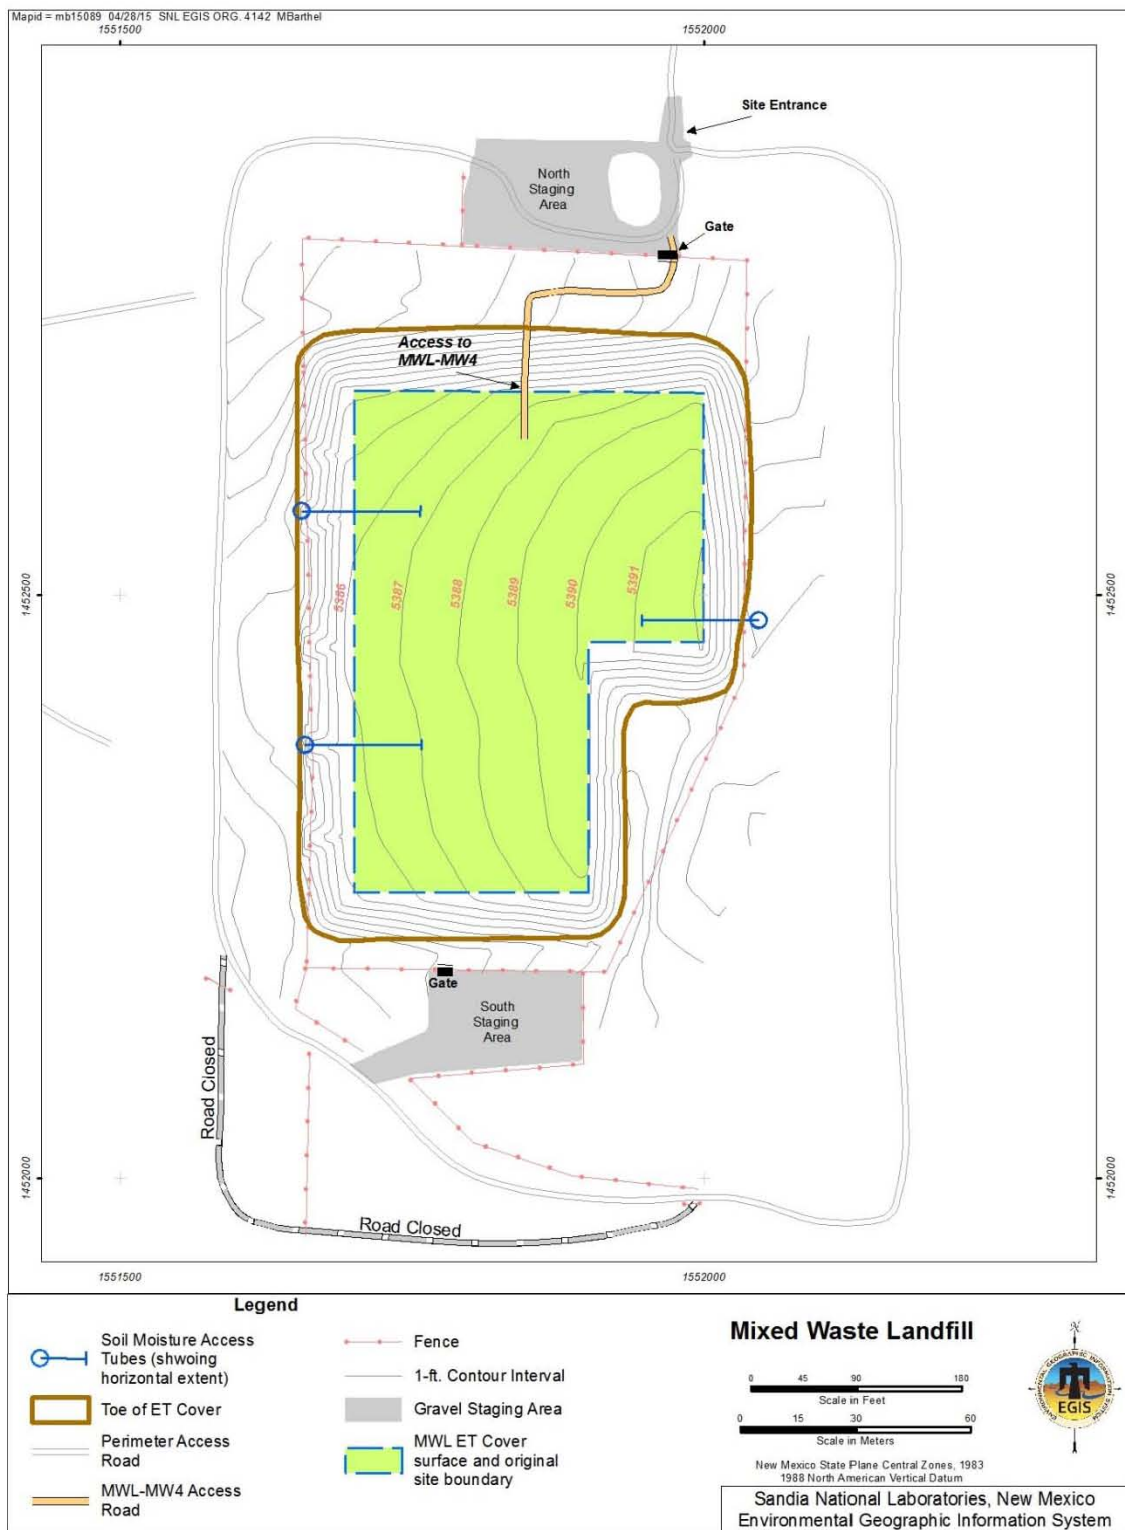 Mapid = mb15089 04/28/15 SNL EGIS ORG. 4142 MBarthel
1551500
1552000
Site Entrance
North
Staging
Area
Gate
Access to
MWL-MW4
1452500
1452500
5386
5387
5388
5389
5390
5391
Gate
South
Staging
Area
Road Closed
1452000
1452000
Road Closed
1551500
1552000
Legend
Soil Moisture Access
Tubes (shwoing
horizontal extent)
Toe of ET Cover
Perimeter Access
Road
MWL-MW4 Access
Road
Fence
1-ft. Contour Interval
Gravel Staging Area
MWL ET Cover
surface and original
site boundary
Mixed Waste Landfill
0 45 90 180
Scale in Feet
0 15 30 60
Scale in Meters
New Mexico State Plane Central Zones, 1983
1988 North American Vertical Datum
N
ENVIRONMENTAL GEOGRAPHIC INFORMATION SYSTEM
EGIS
Sandia National Laboratories, New Mexico
Environmental Geographic Information System